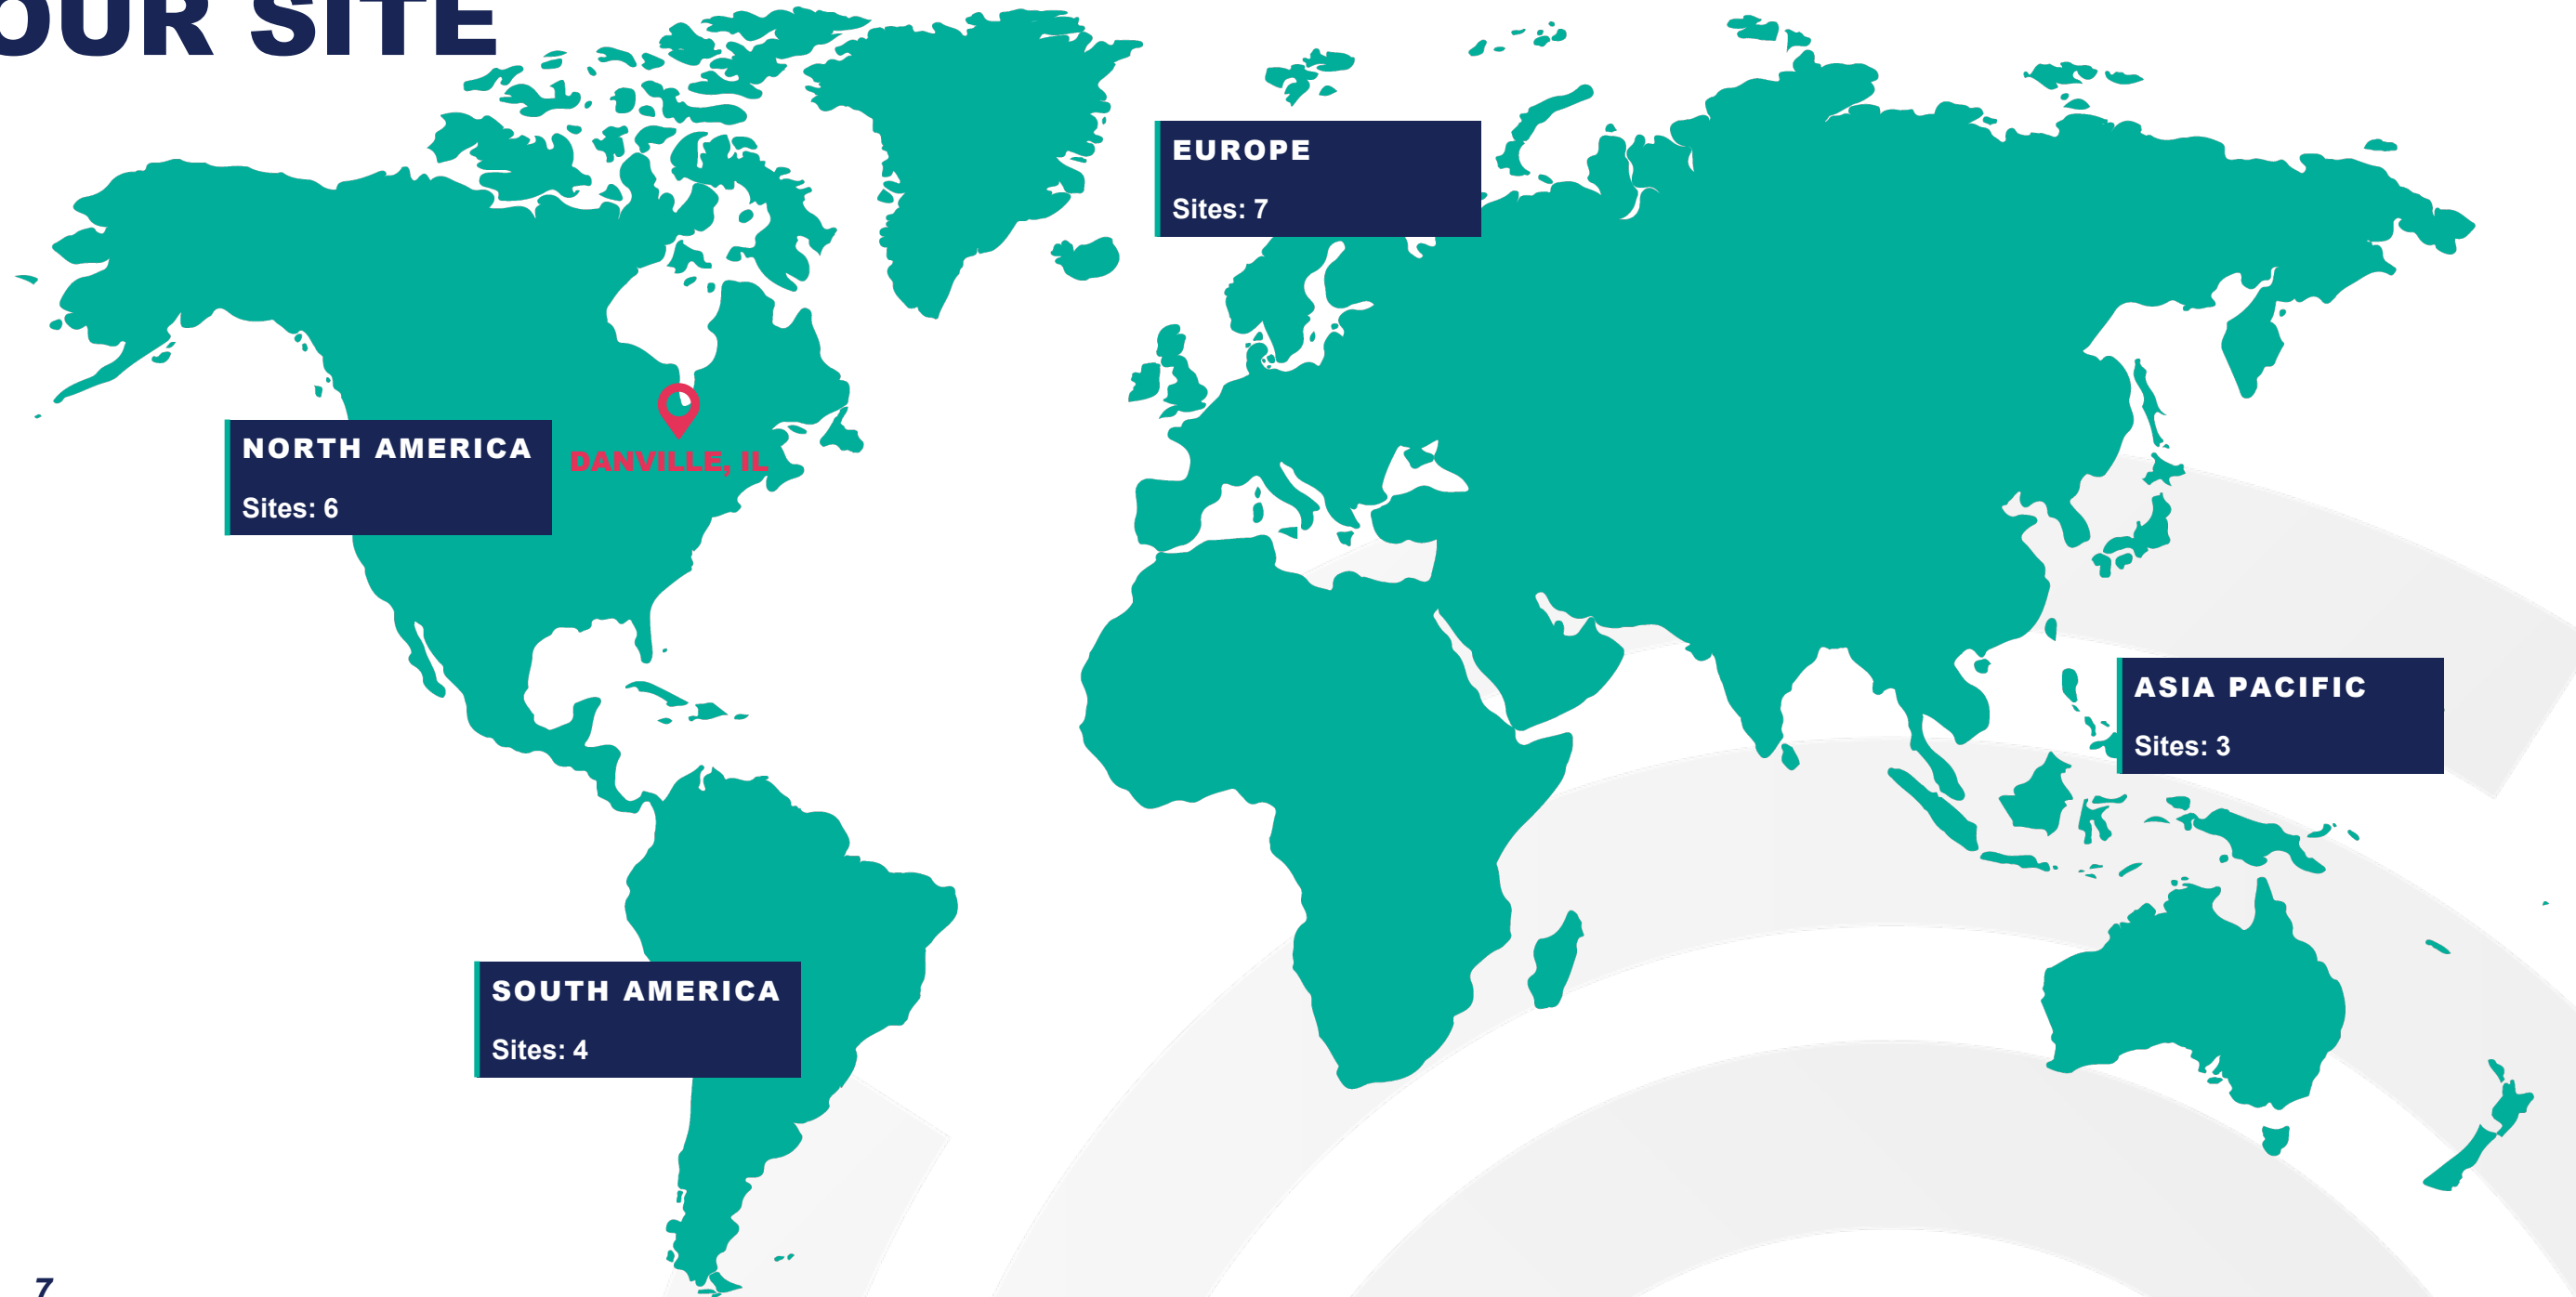 OUR SITE
EUROPE
Sites: 7
NORTH AMERICA
Sites: 6
DANVILLE, IL
ASIA PACIFIC
Sites: 3
SOUTH AMERICA
Sites: 4
7